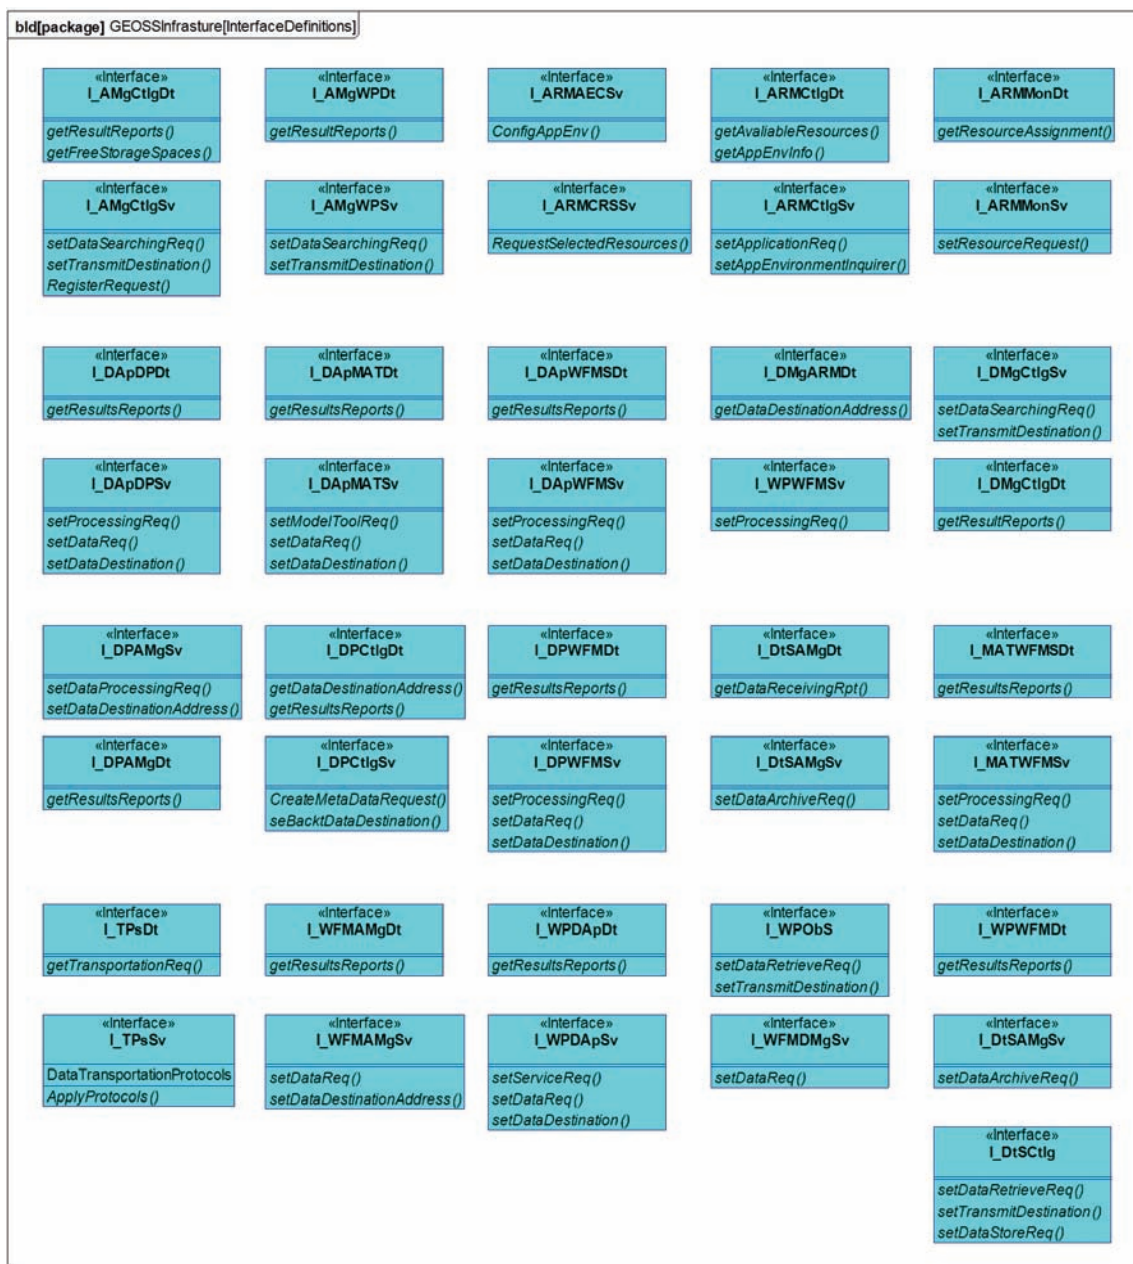 bld[package] GEOSSInfrasture[InterfaceDefinitions]
«Interface»
I_AMgCtlgDt
getResultReports()
getFreeStorageSpaces()
«Interface»
I_AMgWPDt
getResultReports()
«Interface»
I_ARMAECSv
ConfigAppEnv()
«Interface»
I_ARMCtlgDt
getAvaliableResources()
getAppEnvInfo()
«Interface»
I_ARMMonDt
getResourceAssignment()
«Interface»
I_AMgCtlgSv
setDataSearchingReq()
setTransmitDestination()
RegisterRequest()
«Interface»
I_AMgWPSv
setDataSearchingReq()
setTransmitDestination()
«Interface»
I_ARMCRSSv
RequestSelectedResources()
«Interface»
I_ARMCtlgSv
setApplicationReq()
setAppEnvironmentInquirer()
«Interface»
I_ARMMonSv
setResourceRequest()
«Interface»
I_DApDPDt
getResultsReports()
«Interface»
I_DApMATDt
getResultsReports()
«Interface»
I_DApWFMSDt
getResultsReports()
«Interface»
I_DMgARMDt
getDataDestinationAddress()
«Interface»
I_DMgCtlgSv
setDataSearchingReq()
setTransmitDestination()
«Interface»
I_DApDPSv
setProcessingReq()
setDataReq()
setDataDestination()
«Interface»
I_DApMATSv
setModelToolReq()
setDataReq()
setDataDestination()
«Interface»
I_DApWFMSv
setProcessingReq()
setDataReq()
setDataDestination()
«Interface»
I_WPWFMSv
setProcessingReq()
«Interface»
I_DMgCtlgDt
getResultReports()
«Interface»
I_DPAMgSv
setDataProcessingReq()
setDataDestinationAddress()
«Interface»
I_DPCtlgDt
getDataDestinationAddress()
getResultsReports()
«Interface»
I_DPWFMDt
getResultsReports()
«Interface»
I_DtSAMgDt
getDataReceivingRpt()
«Interface»
I_MATWFMSDt
getResultsReports()
«Interface»
I_DPAMgDt
getResultsReports()
«Interface»
I_DPCtlgSv
CreateMetaDataRequest()
seBacktDataDestination()
«Interface»
I_DPWFMSv
setProcessingReq()
setDataReq()
setDataDestination()
«Interface»
I_DtSAMgSv
setDataArchiveReq()
«Interface»
I_MATWFMSv
setProcessingReq()
setDataReq()
setDataDestination()
«Interface»
I_TPsDt
getTransportationReq()
«Interface»
I_WFMAMgDt
getResultsReports()
«Interface»
I_WPDApDt
getResultsReports()
«Interface»
I_WPObS
setDataRetrieveReq()
setTransmitDestination()
«Interface»
I_WPWFMDt
getResultsReports()
«Interface»
I_TPsSv
DataTransportationProtocols
ApplyProtocols()
«Interface»
I_WFMAMgSv
setDataReq()
setDataDestinationAddress()
«Interface»
I_WPDApSv
setServiceReq()
setDataReq()
setDataDestination()
«Interface»
I_WFMDMgSv
setDataReq()
«Interface»
I_DtSAMgSv
setDataArchiveReq()
«Interface»
I_DtSCtlg
setDataRetrieveReq()
setTransmitDestination()
setDataStoreReq()